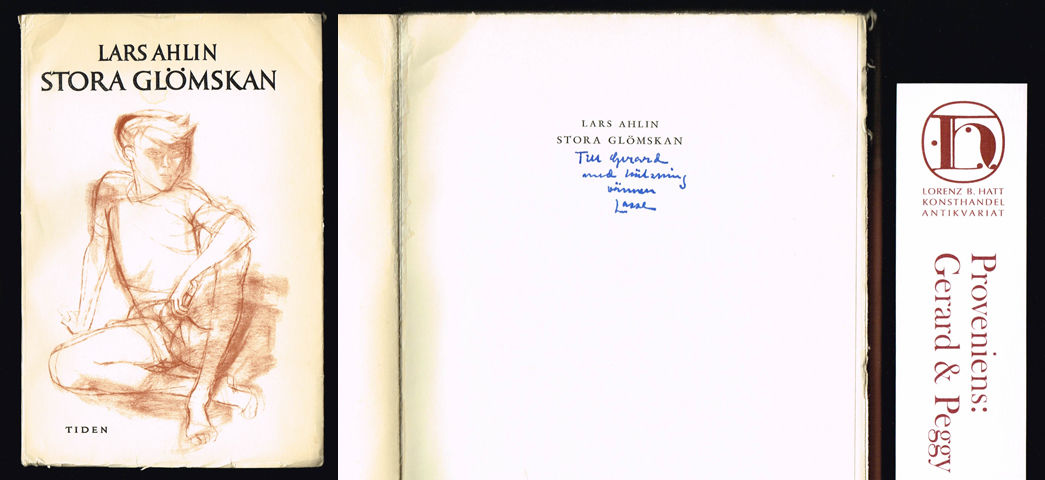 LARS AHLIN
STORA GLÖMSKAN
TIDEN
LARS AHLIN
STORA GLÖMSKAN
Till Gerard
med hälsning
vännen
Lasse
LORENZ B. HATT
KONSTHANDEL
ANTIKVARIAT
Proveniens:
Gerard & Peggy